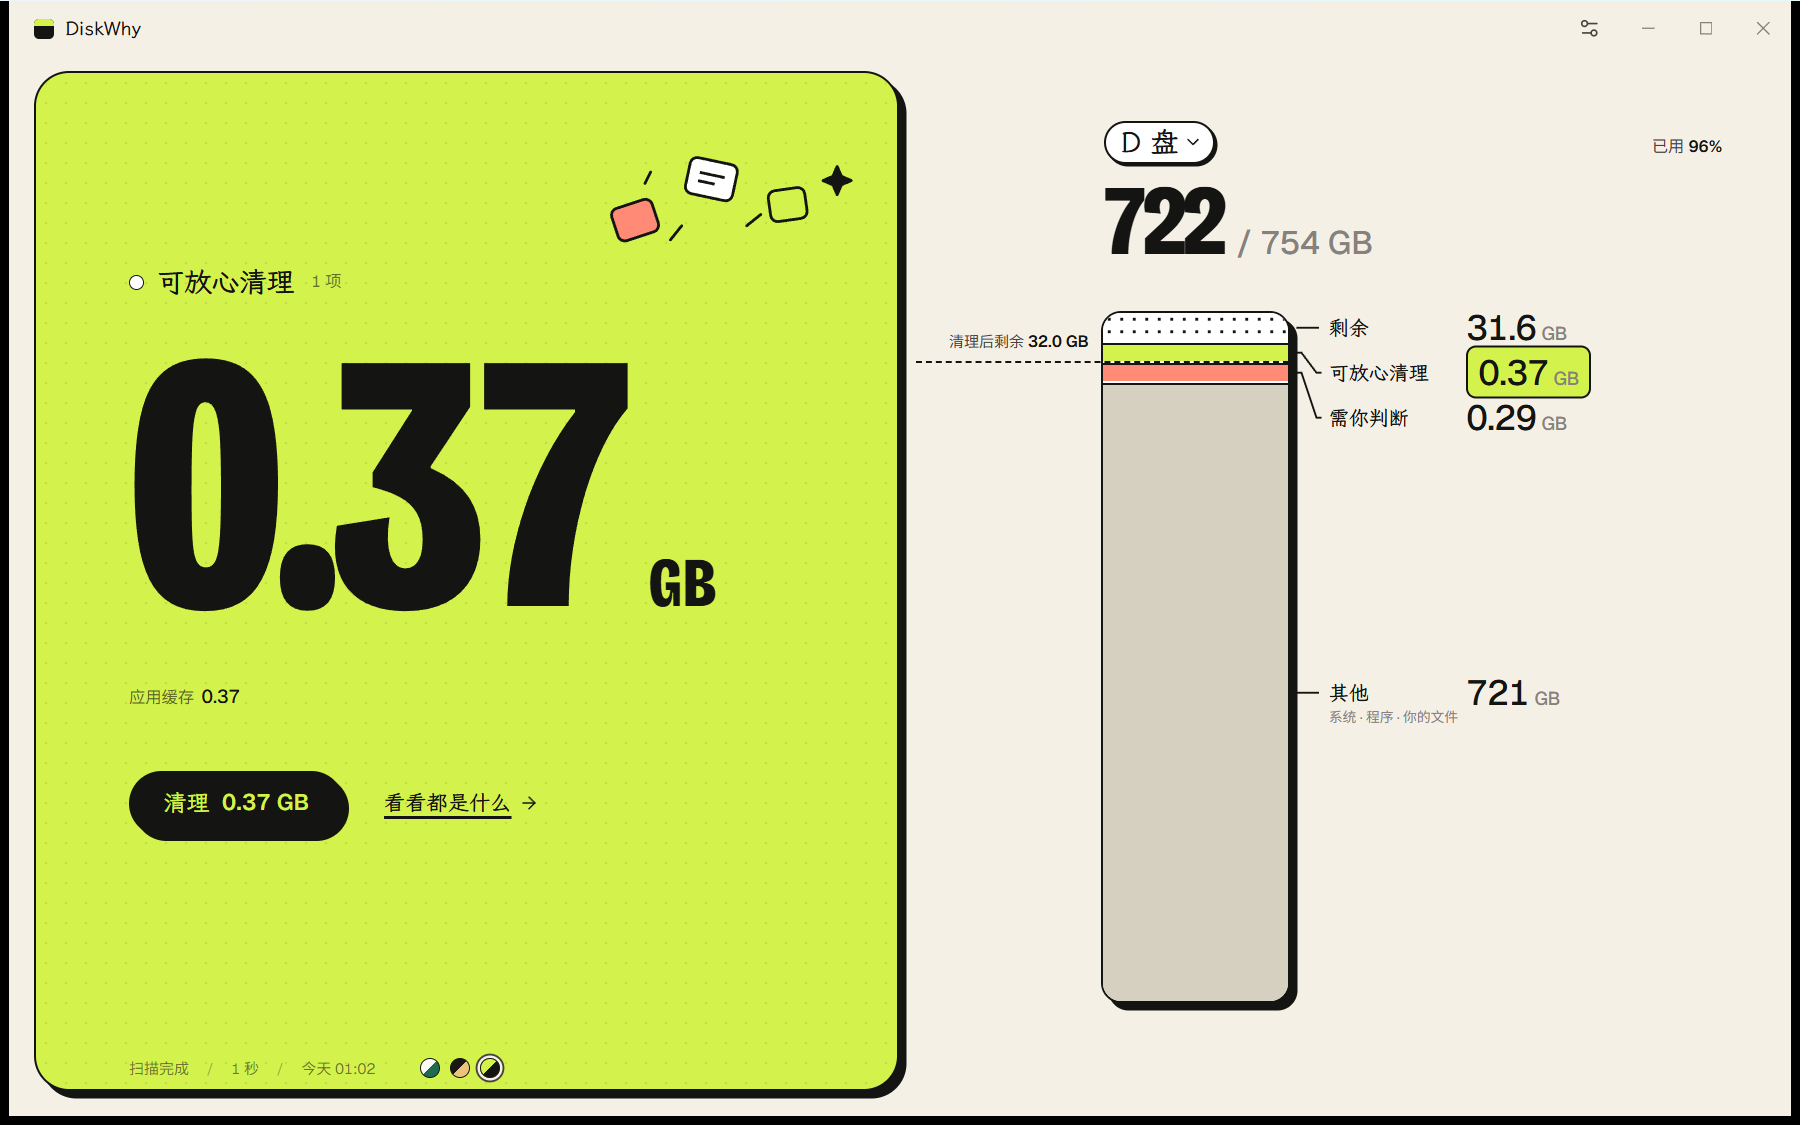 DiskWhy
可放心清理 1 项
0.37 GB
应用缓存 0.37
清理 0.37 GB
看看都是什么 →
扫描完成 / 1 秒 / 今天 01:02
D 盘
已用 96%
722 / 754 GB
清理后剩余 32.0 GB
剩余 31.6 GB
可放心清理 0.37 GB
需你判断 0.29 GB
其他 721 GB
系统 · 程序 · 你的文件